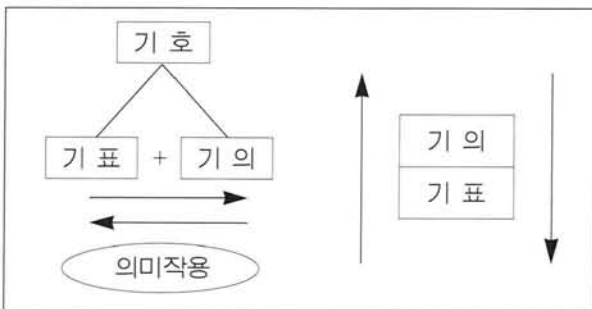 기 호
기 표 + 기 의
의미작용
기 의
기 표